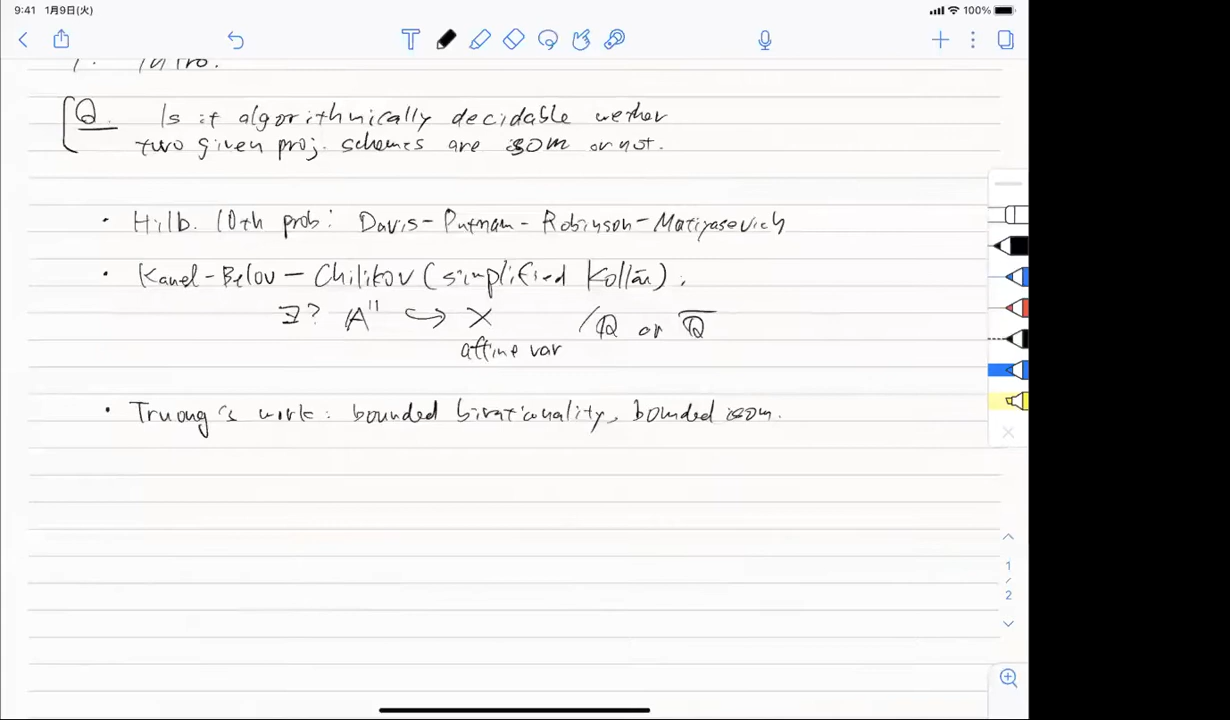 9:41 1月9日(火) 100%
1. Intro.
Q. Is it algorithmically decidable wether
two given proj. schemes are isom or not.
・ Hilb. 10th prob: Davis-Putnam-Robinson-Matiyasevich
・ Kanel-Belov-Chilikov (simplified Kollár):
∃? 𝔸ⁿ ↪ X /ℚ or ℚ̅
affine var
・ Truong's work: bounded birationality, bounded isom.
1
/
2